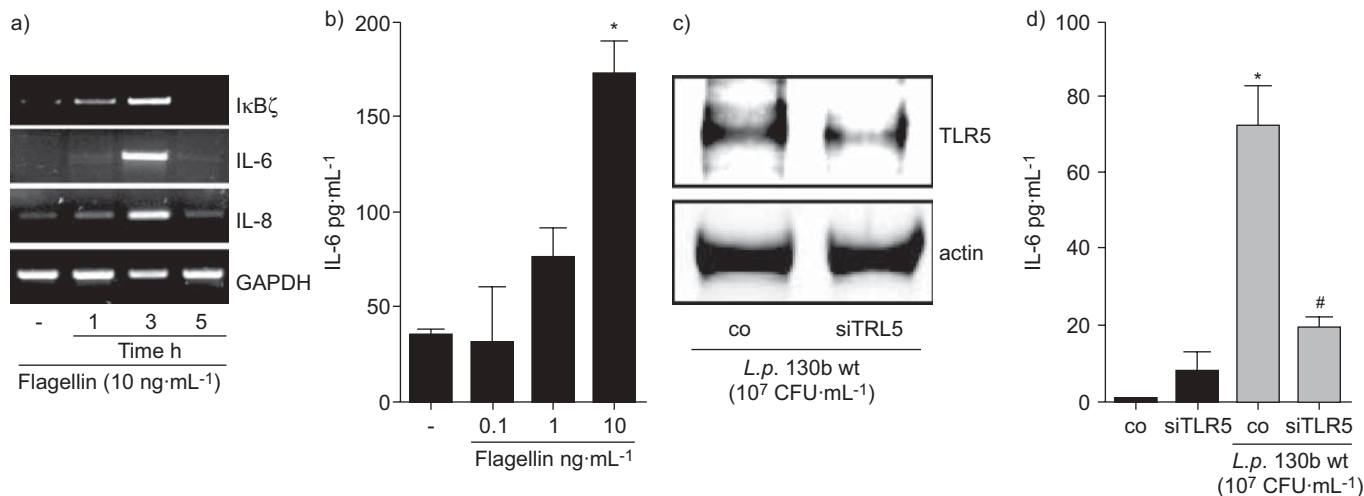 a)
IκBζ
IL-6
IL-8
GAPDH
- 1 3 5
Time h
Flagellin (10 ng·mL-1)
b)
200
150
100
50
0
IL-6 pg·mL-1
*
- 0.1 1 10
Flagellin ng·mL-1
c)
TLR5
actin
co siTRL5
L.p. 130b wt
(10⁷ CFU·mL-1)
d)
100
80
60
40
20
0
IL-6 pg·mL-1
*
#
co siTLR5 co siTLR5
L.p. 130b wt
(10⁷ CFU·mL-1)